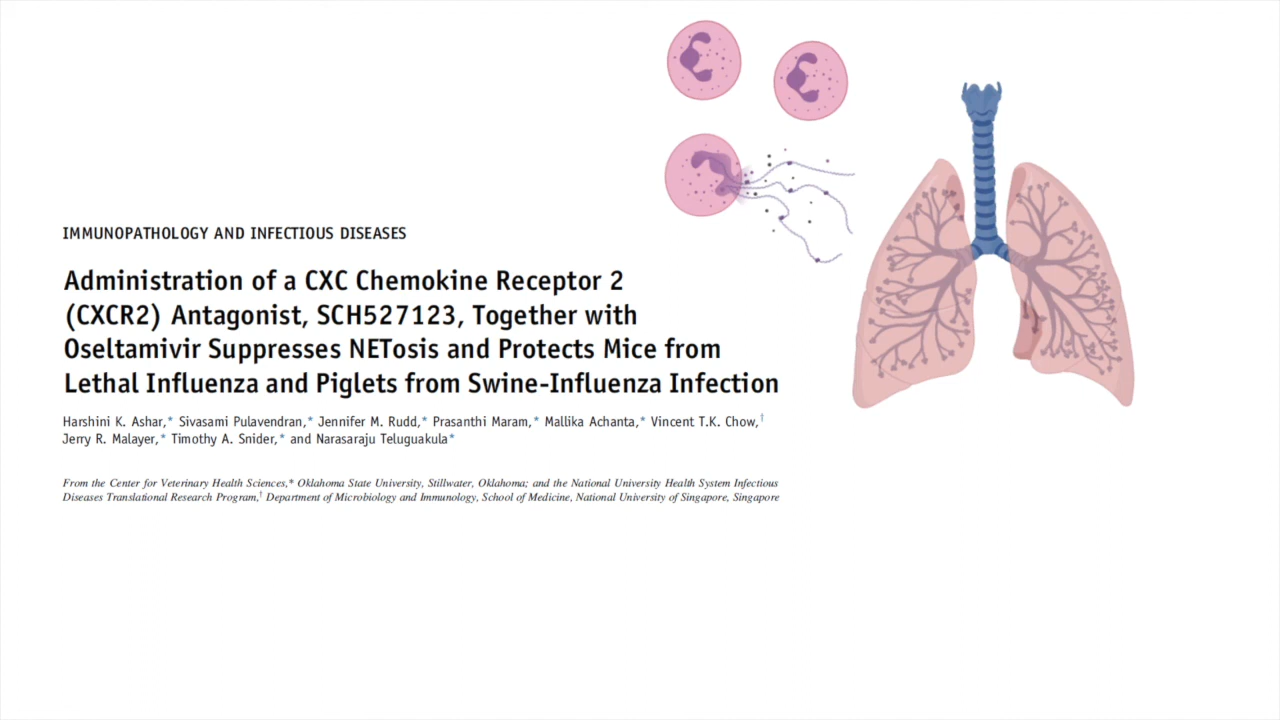 IMMUNOPATHOLOGY AND INFECTIOUS DISEASES
Administration of a CXC Chemokine Receptor 2
(CXCR2) Antagonist, SCH527123, Together with
Oseltamivir Suppresses NETosis and Protects Mice from
Lethal Influenza and Piglets from Swine-Influenza Infection
Harshini K. Ashar,* Sivasami Pulavendran,* Jennifer M. Rudd,* Prasanthi Maram,* Mallika Achanta,* Vincent T.K. Chow,†
Jerry R. Malayer,* Timothy A. Snider,* and Narasaraju Teluguakula*
From the Center for Veterinary Health Sciences,* Oklahoma State University, Stillwater, Oklahoma; and the National University Health System Infectious
Diseases Translational Research Program,† Department of Microbiology and Immunology, School of Medicine, National University of Singapore, Singapore